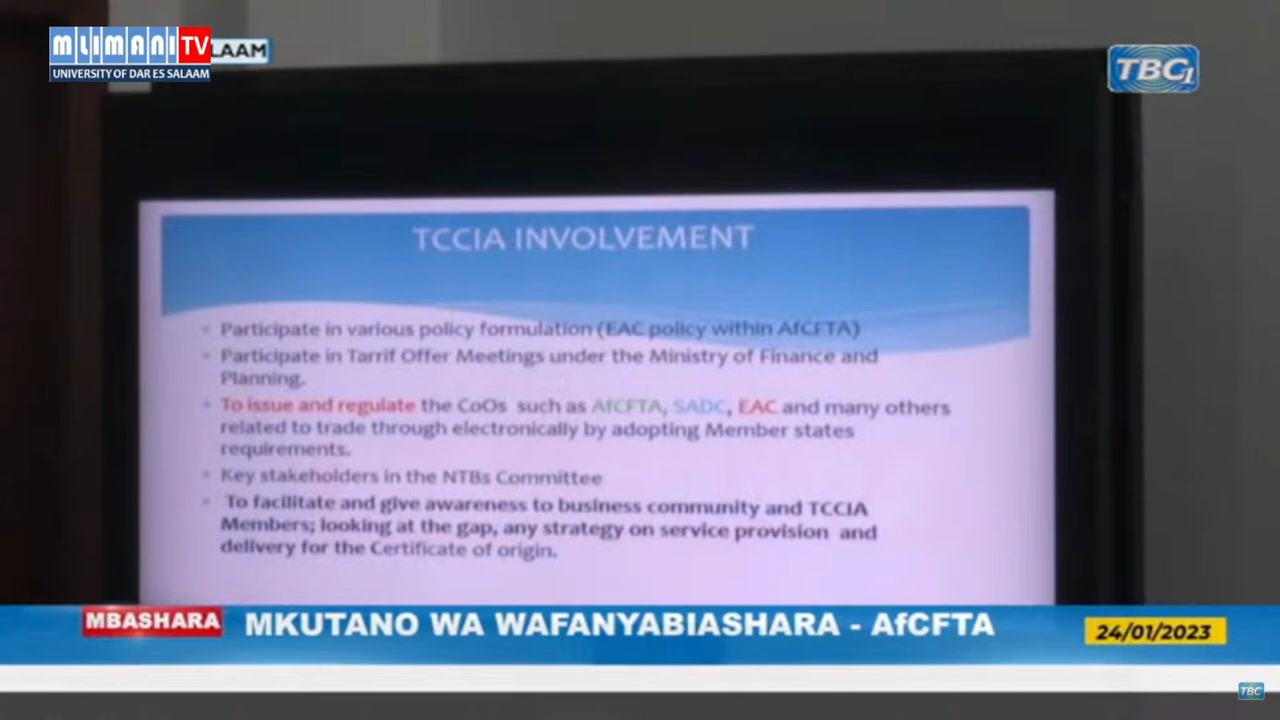 MLIMANI TV
UNIVERSITY OF DAR ES SALAAM
LAAM
TBC1
TCCIA INVOLVEMENT
Participate in various policy formulation (EAC policy within AfCFTA)
Participate in Tarrif Offer Meetings under the Ministry of Finance and
Planning.
To issue and regulate the CoOs such as AfCFTA, SADC, EAC and many others
related to trade through electronically by adopting Member states
requirements.
Key stakeholders in the NTBs Committee
To facilitate and give awareness to business community and TCCIA
Members; looking at the gap, any strategy on service provision and
delivery for the Certificate of origin.
MBASHARA
MKUTANO WA WAFANYABIASHARA - AfCFTA
24/01/2023
TBC